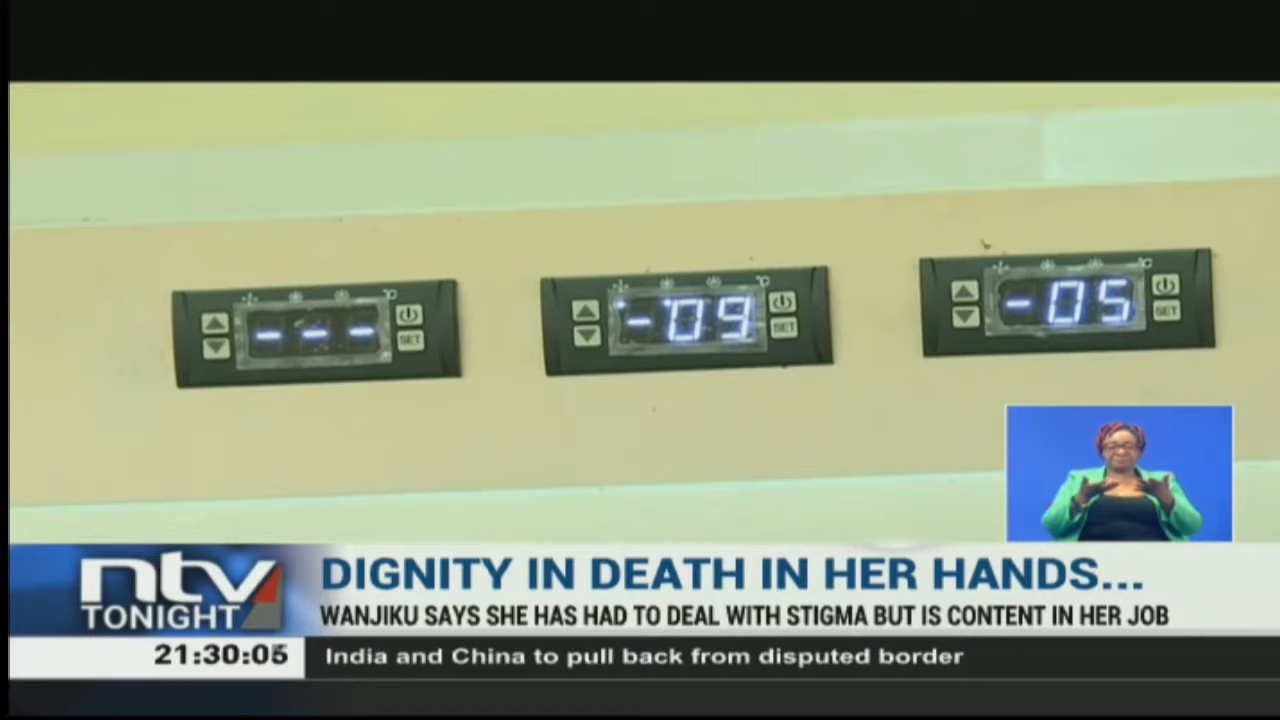 ---
°C
SET
-09
°C
SET
-05
°C
SET
ntv
TONIGHT
DIGNITY IN DEATH IN HER HANDS...
WANJIKU SAYS SHE HAS HAD TO DEAL WITH STIGMA BUT IS CONTENT IN HER JOB
21:30:05
India and China to pull back from disputed border